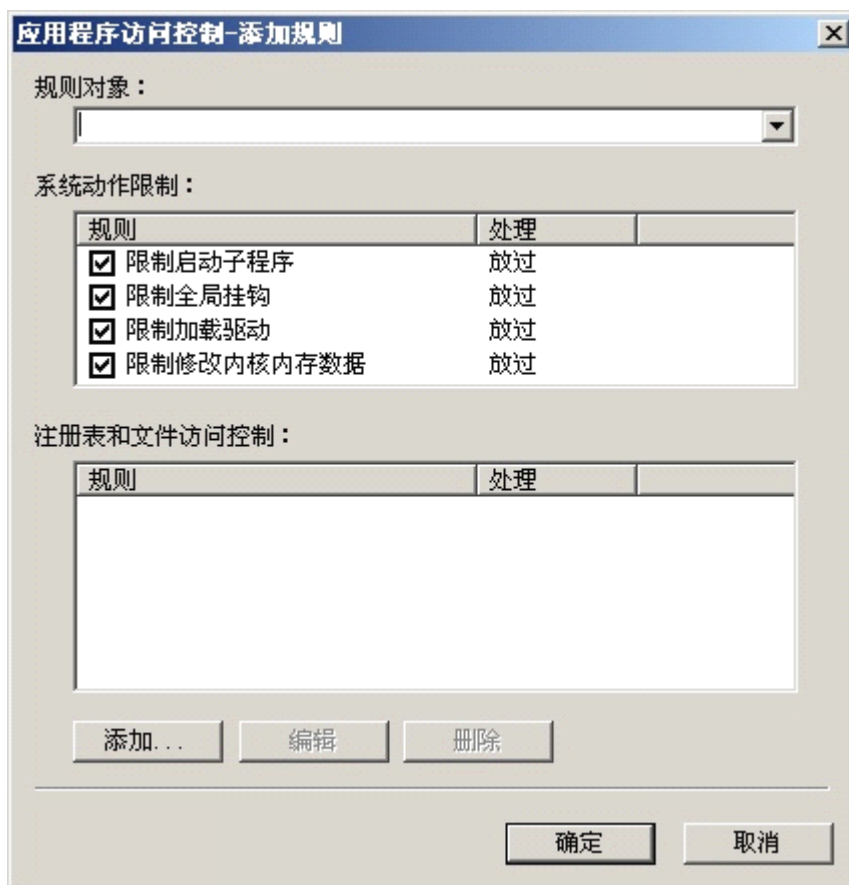 应用程序访问控制-添加规则
规则对象：
系统动作限制：
规则 处理
限制启动子程序 放过
限制全局挂钩 放过
限制加载驱动 放过
限制修改内核内存数据 放过
注册表和文件访问控制：
规则 处理
添加... 编辑 删除
确定 取消